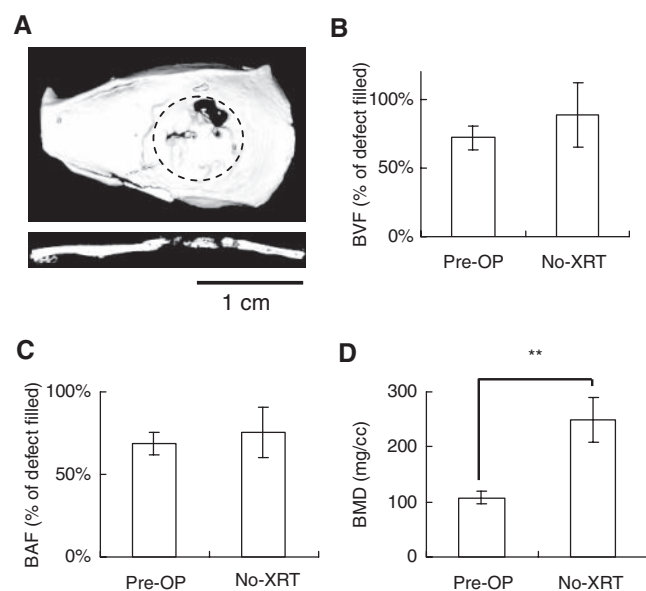 A
1 cm
B
BVF (% of defect filled)
100%
50%
0%
Pre-OP No-XRT
C
BAF (% of defect filled)
100%
50%
0%
Pre-OP No-XRT
D
**
BMD (mg/cc)
300
200
100
0
Pre-OP No-XRT